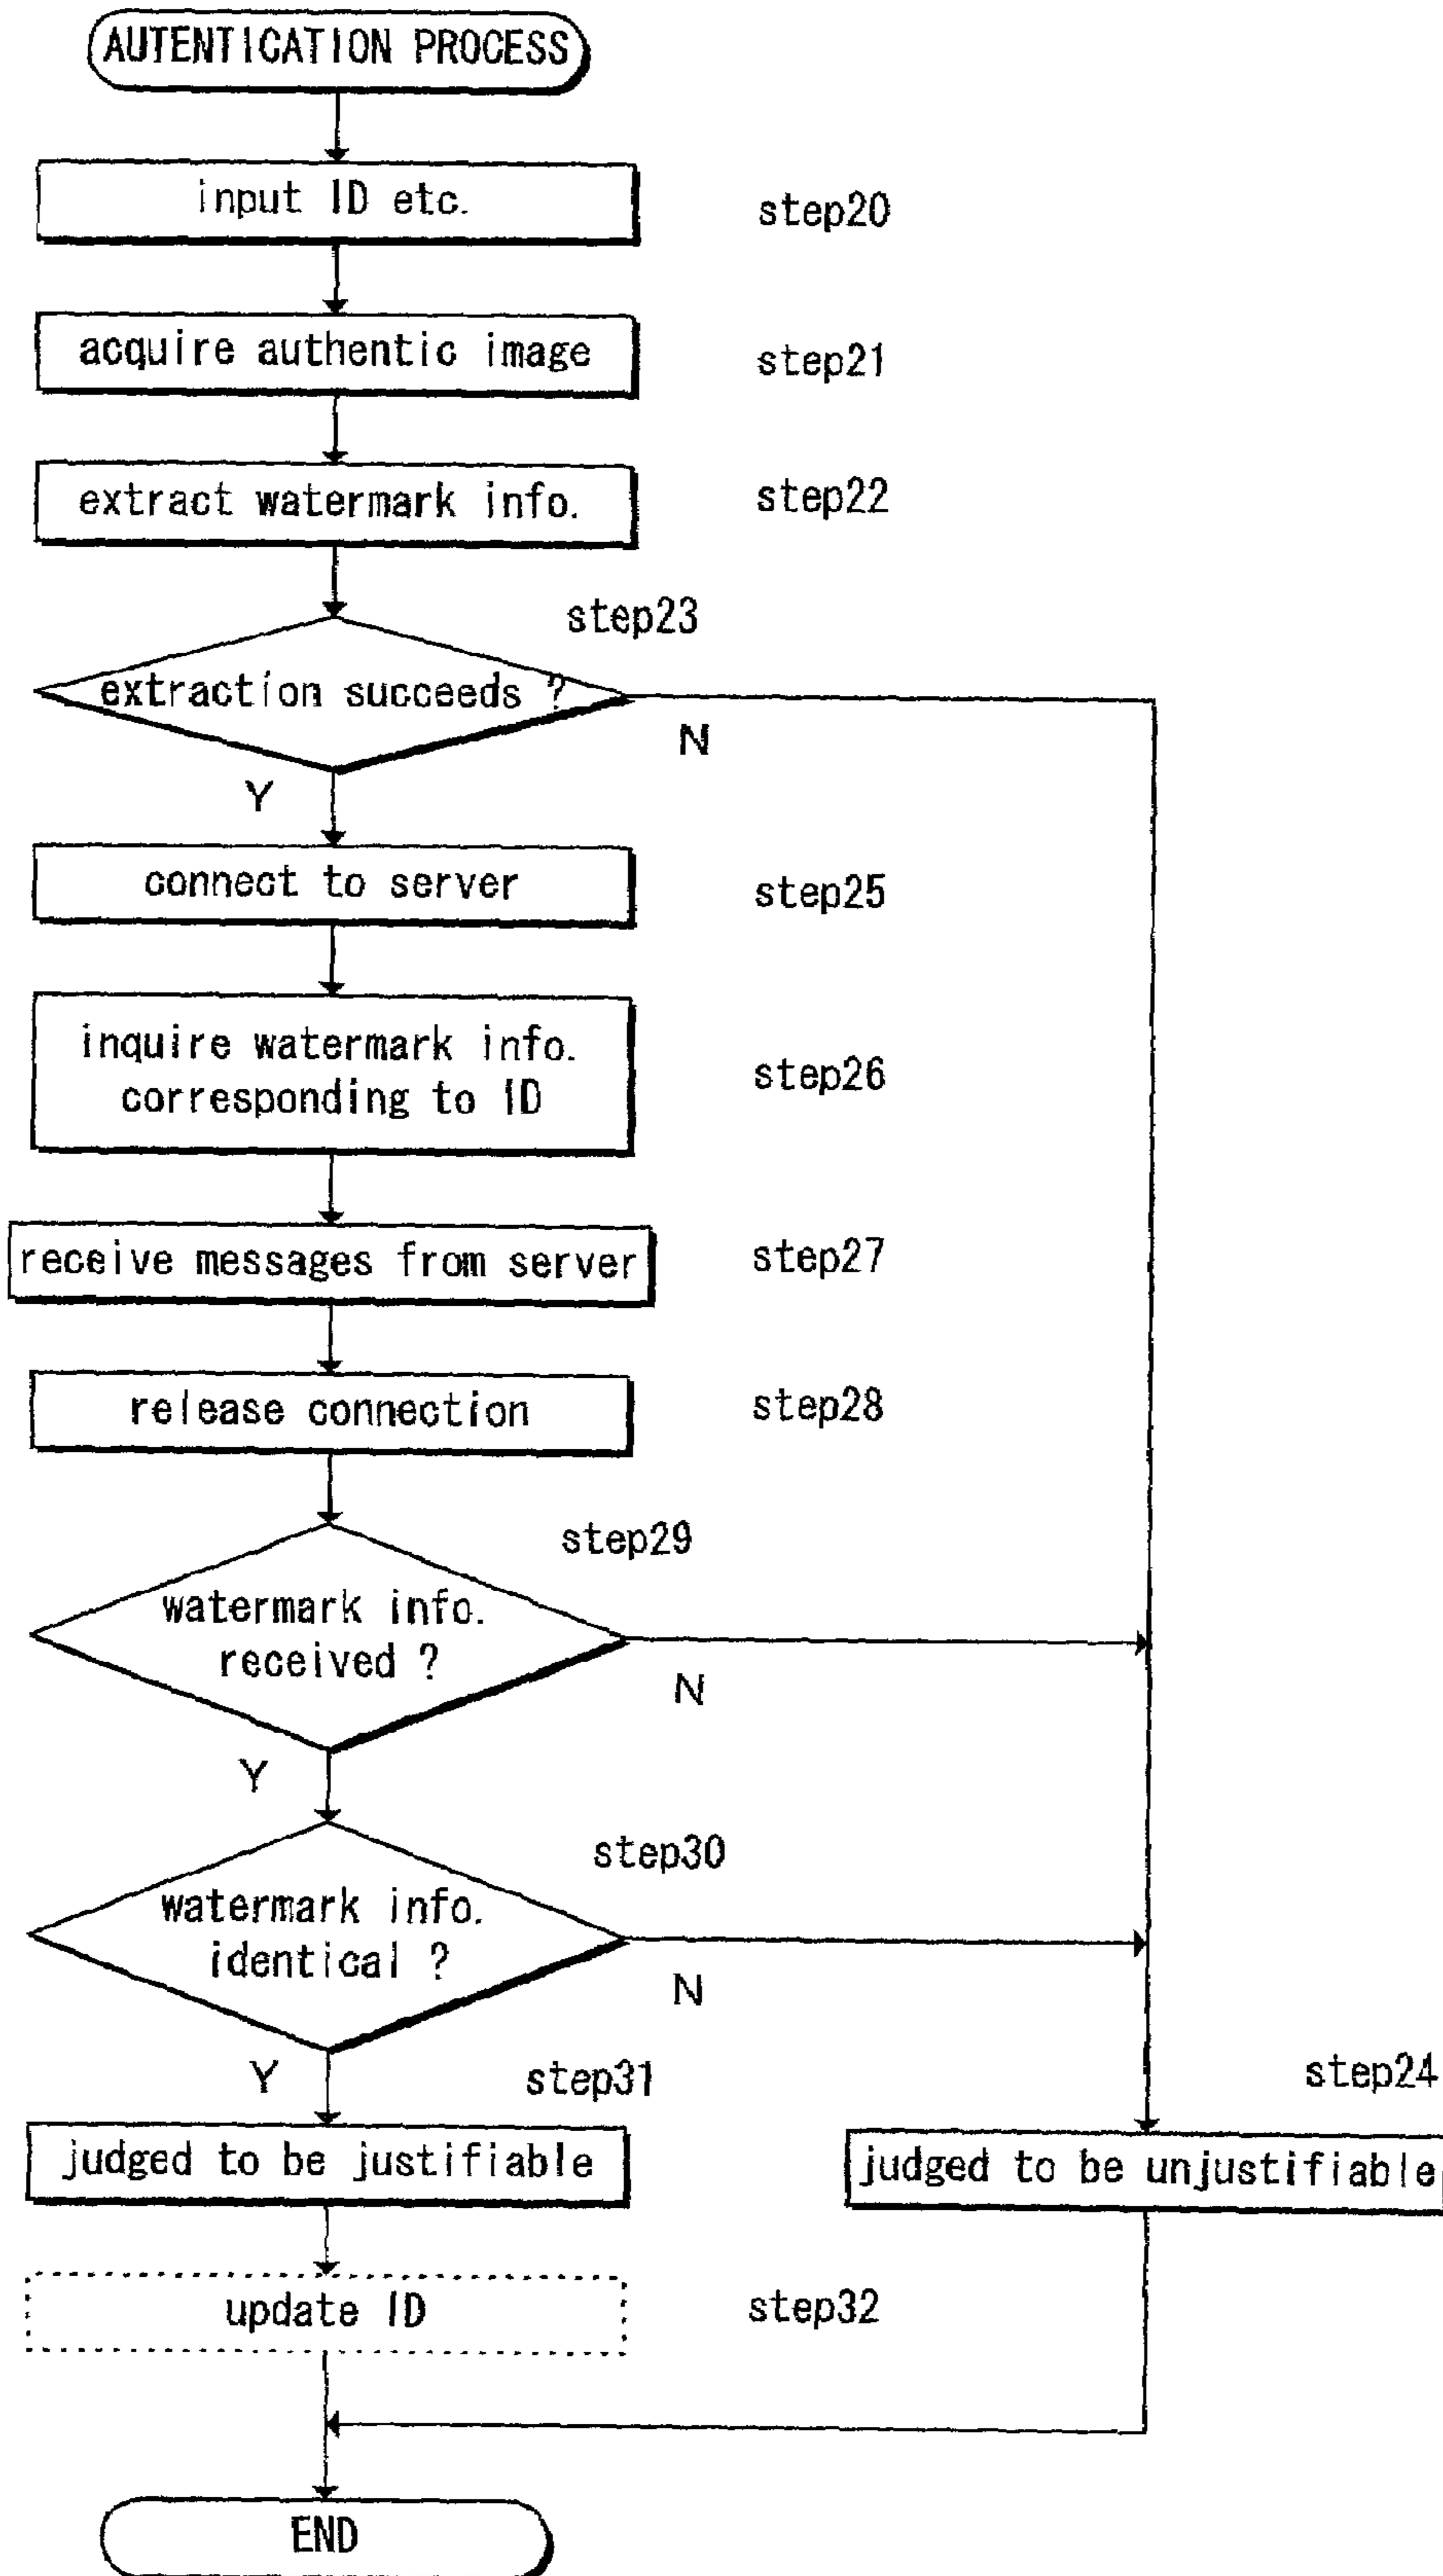 AUTENTICATION PROCESS
input ID etc.
step20
acquire authentic image
step21
extract watermark info.
step22
step23
extraction succeeds ?
N
Y
connect to server
step25
inquire watermark info.
corresponding to ID
step26
receive messages from server
step27
release connection
step28
step29
watermark info.
received ?
N
Y
step30
watermark info.
identical ?
N
Y
step31
step24
judged to be justifiable
judged to be unjustifiable
update ID
step32
END